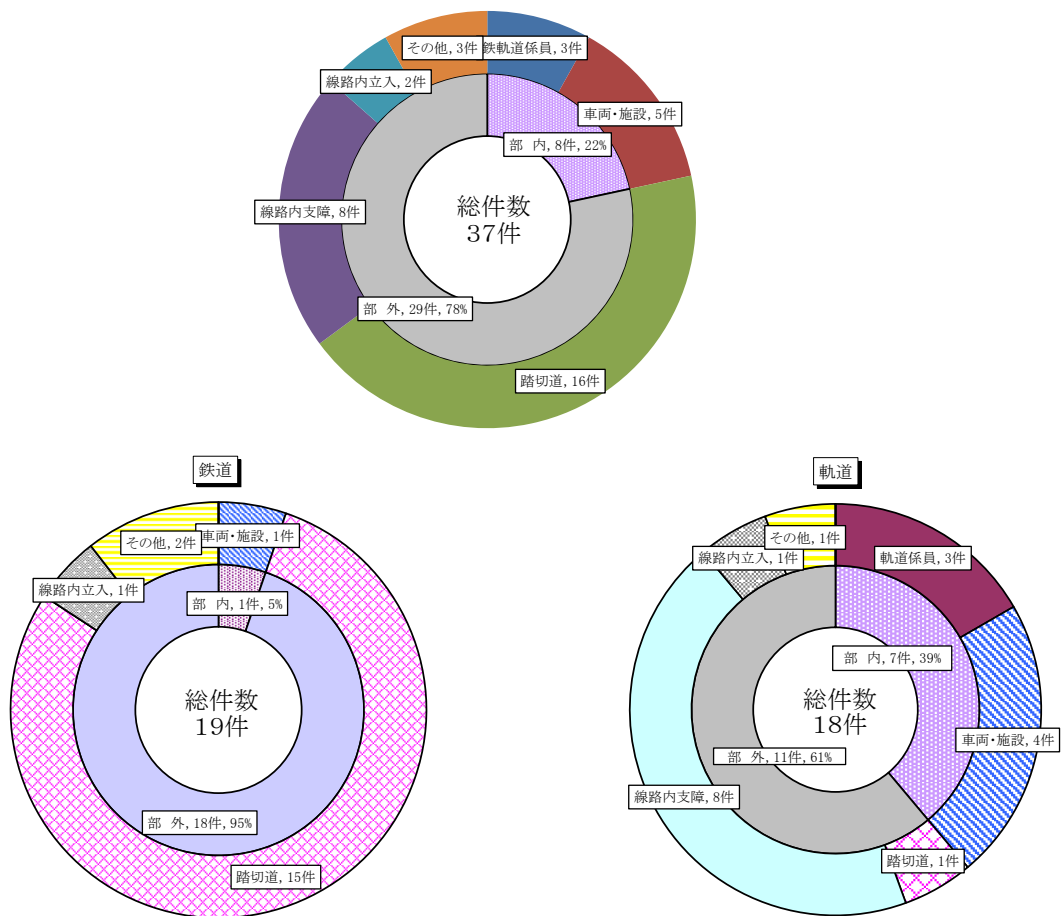 その他, 3件
鉄軌道係員, 3件
線路内立入, 2件
車両・施設, 5件
部 内, 8件, 22%
線路内支障, 8件
総件数
37件
部 外, 29件, 78%
踏切道, 16件
鉄道
車両・施設, 1件
その他, 2件
線路内立入, 1件
部 内, 1件, 5%
総件数
19件
部 外, 18件, 95%
踏切道, 15件
軌道
その他, 1件
線路内立入, 1件
軌道係員, 3件
部 内, 7件, 39%
総件数
18件
車両・施設, 4件
部 外, 11件, 61%
線路内支障, 8件
踏切道, 1件